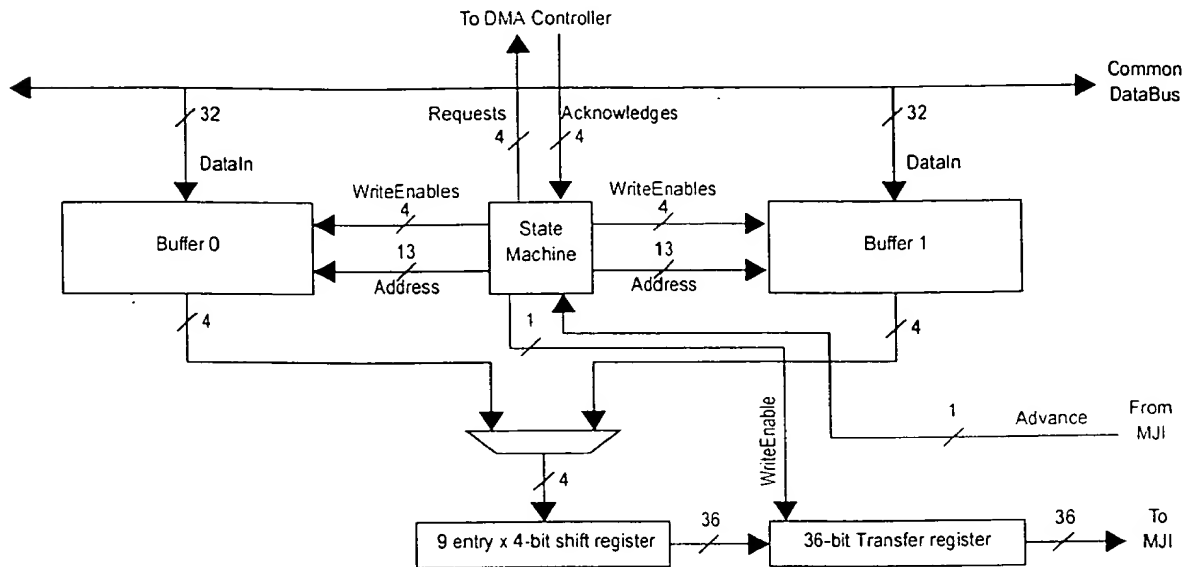 To DMA Controller
Common
DataBus
32
Requests
4
Acknowledges
4
32
DataIn
DataIn
WriteEnables
4
WriteEnables
4
Buffer 0
State
Machine
Buffer 1
13
Address
13
Address
4
1
4
WriteEnable
1
Advance
From
MJI
4
9 entry x 4-bit shift register
36
36-bit Transfer register
36
To
MJI